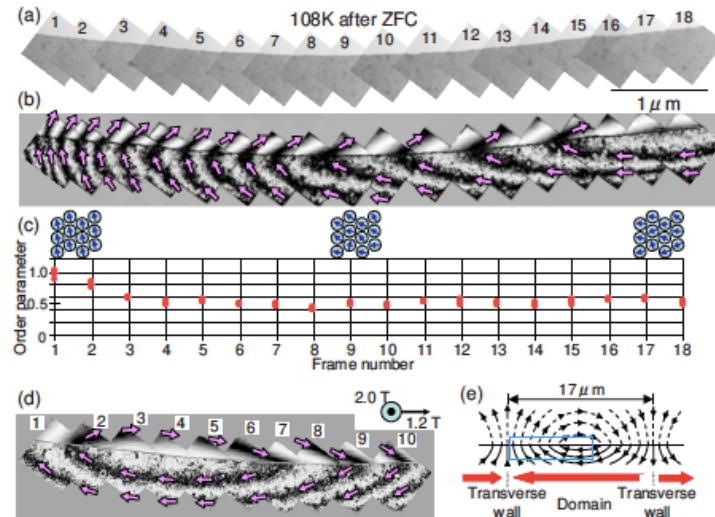 (a) 108K after ZFC
1 2 3 4 5 6 7 8 9 10 11 12 13 14 15 16 17 18
1 μm
(b)
(c)
Order parameter
1.0
0.5
0
1 2 3 4 5 6 7 8 9 10 11 12 13 14 15 16 17 18
Frame number
(d)
1 2 3 4 5 6 7 8 9 10
2.0 T
1.2 T
(e)
17μm
Transverse wall
Domain
Transverse wall